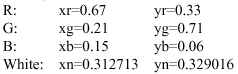 R: xr=0.67 yr=0.33
G: xg=0.21 yg=0.71
B: xb=0.15 yb=0.06
White: xn=0.312713 yn=0.329016